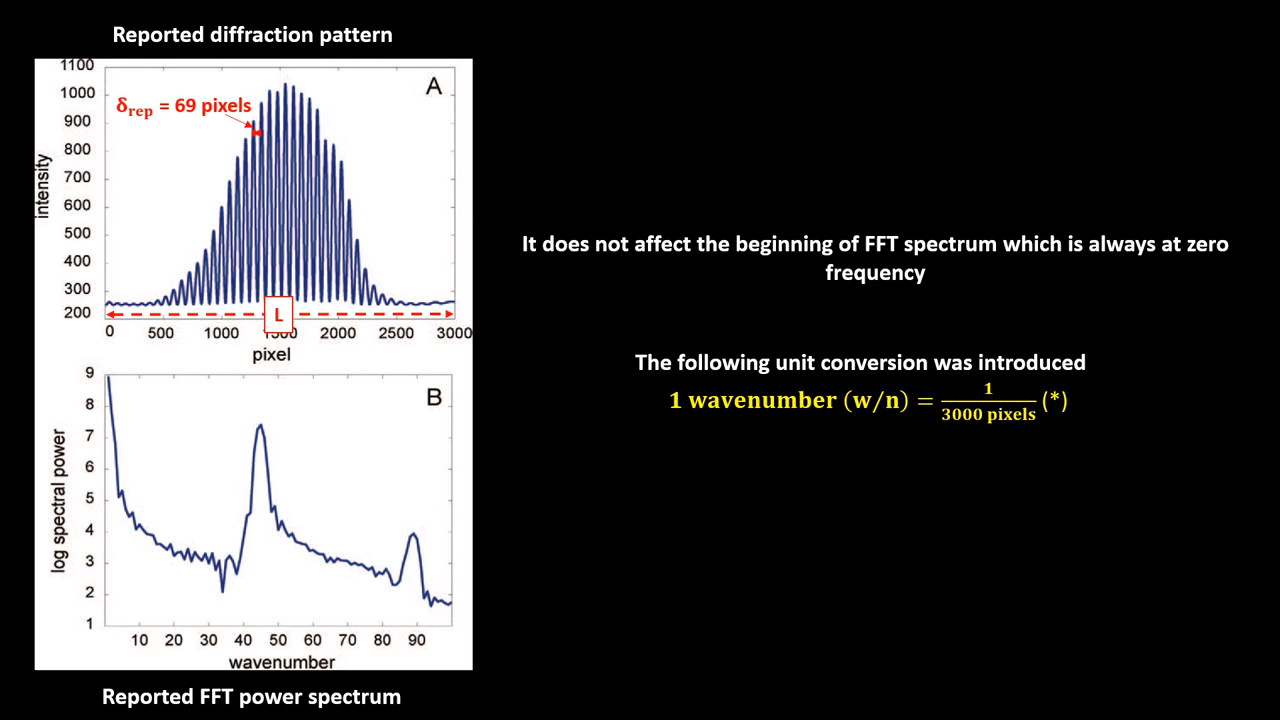 Reported diffraction pattern
1100
1000
900
800
700
600
500
400
300
200
intensity
A
δrep = 69 pixels
L
0 500 1000 1500 2000 2500 3000
pixel
It does not affect the beginning of FFT spectrum which is always at zero
frequency
The following unit conversion was introduced
1 wavenumber (w/n) = 1/3000 pixels (*)
9
8
7
6
5
4
3
2
1
log spectral power
B
10 20 30 40 50 60 70 80 90
wavenumber
Reported FFT power spectrum